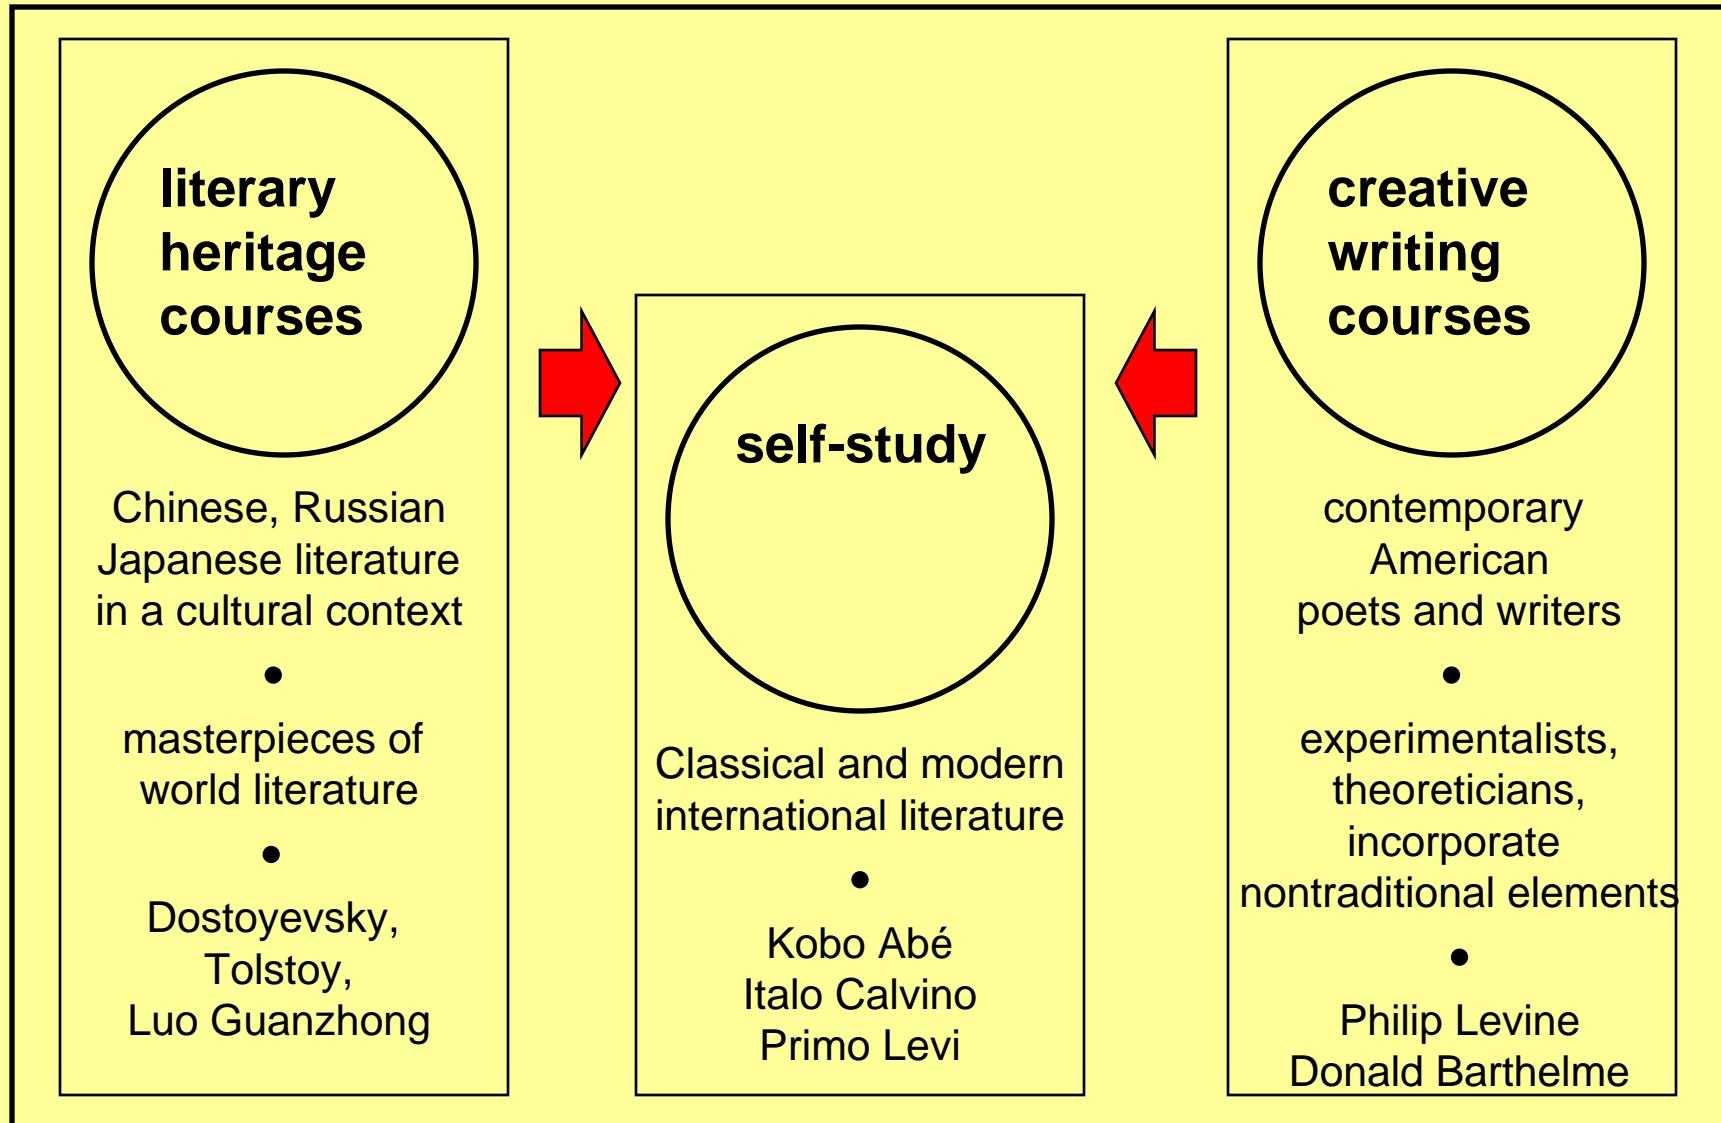 literary
heritage
courses
Chinese, Russian
Japanese literature
in a cultural context
•
masterpieces of
world literature
•
Dostoyevsky,
Tolstoy,
Luo Guanzhong
self-study
Classical and modern
international literature
•
Kobo Abé
Italo Calvino
Primo Levi
creative
writing
courses
contemporary
American
poets and writers
•
experimentalists,
theoreticians,
incorporate
nontraditional elements
•
Philip Levine
Donald Barthelme